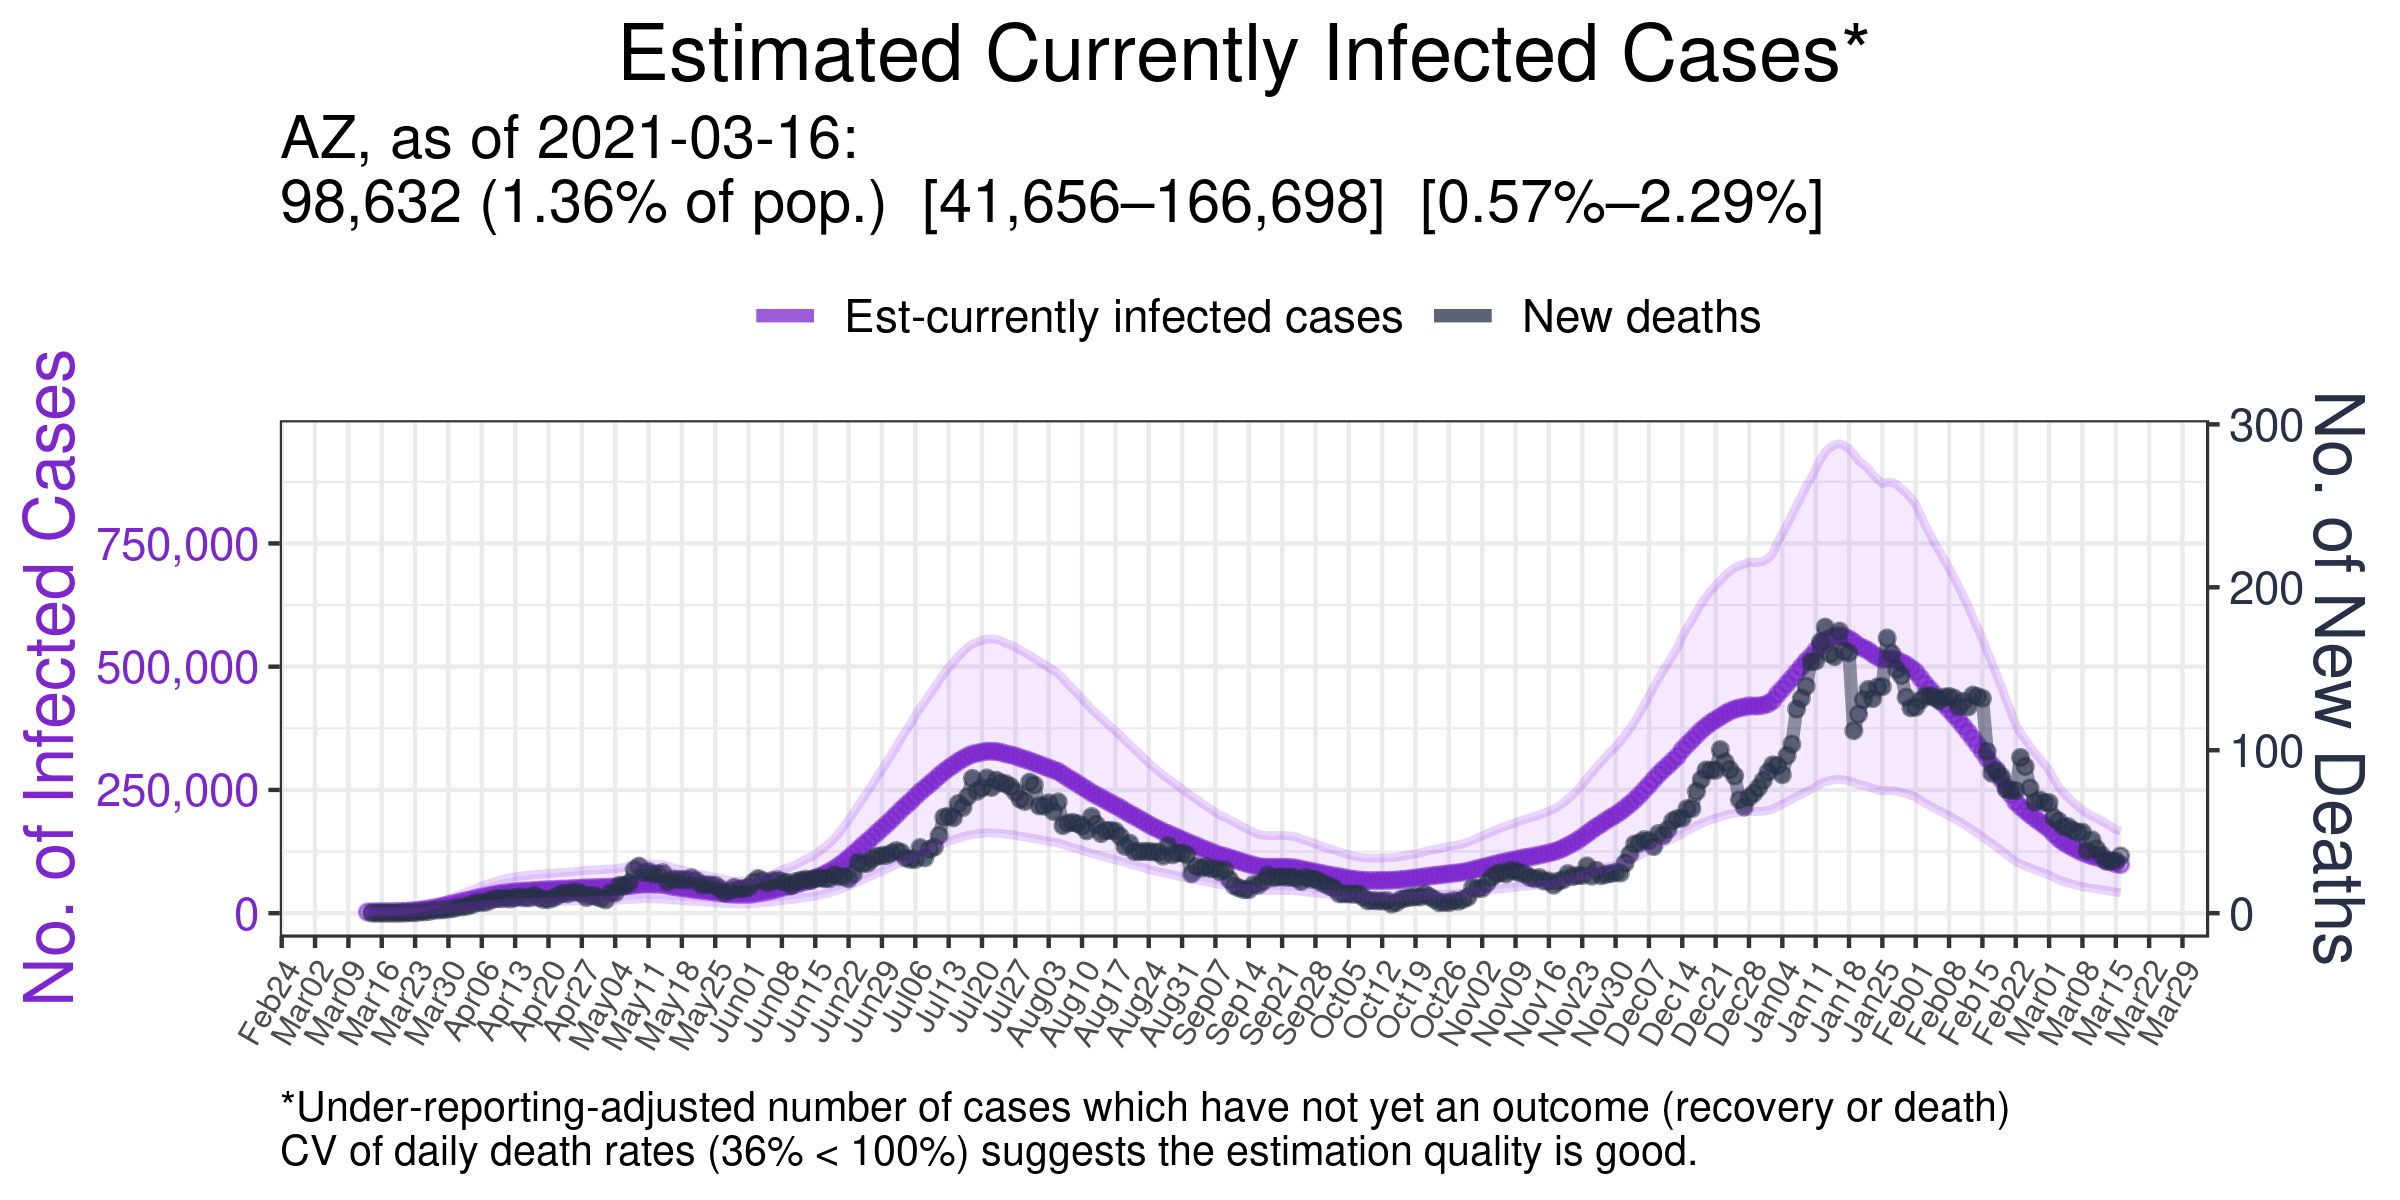 Estimated Currently Infected Cases*
AZ, as of 2021-03-16:
98,632 (1.36% of pop.)  [41,656–166,698]  [0.57%–2.29%]
Est-currently infected cases
New deaths
No. of Infected Cases
750,000
500,000
250,000
0
300
200
100
0
No. of New Deaths
Feb24
Mar02
Mar09
Mar16
Mar23
Mar30
Apr06
Apr13
Apr20
Apr27
May04
May11
May18
May25
Jun01
Jun08
Jun15
Jun22
Jun29
Jul06
Jul13
Jul20
Jul27
Aug03
Aug10
Aug17
Aug24
Aug31
Sep07
Sep14
Sep21
Sep28
Oct05
Oct12
Oct19
Oct26
Nov02
Nov09
Nov16
Nov23
Nov30
Dec07
Dec14
Dec21
Dec28
Jan04
Jan11
Jan18
Jan25
Feb01
Feb08
Feb15
Feb22
Mar01
Mar08
Mar15
Mar22
Mar29
*Under-reporting-adjusted number of cases which have not yet an outcome (recovery or death)
CV of daily death rates (36% < 100%) suggests the estimation quality is good.